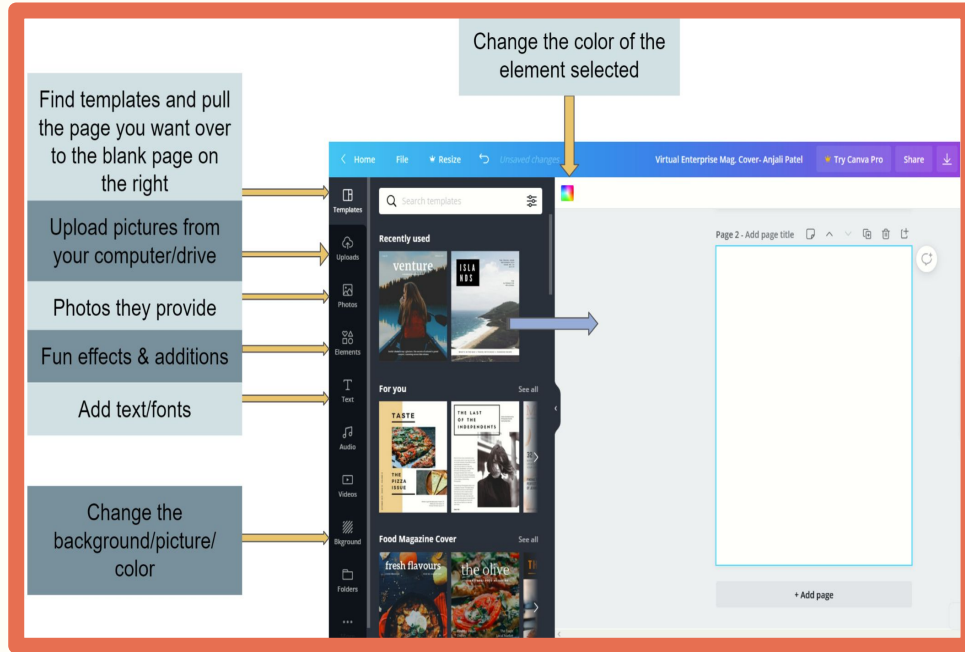 Change the color of the
element selected
Find templates and pull
the page you want over
to the blank page on
the right
Upload pictures from
your computer/drive
Photos they provide
Fun effects & additions
Add text/fonts
Change the
background/picture/
color
Home File Resize Unsaved changes Virtual Enterprise Mag. Cover- Anjali Patel Try Canva Pro Share
Templates
Uploads
Photos
Elements
Text
Audio
Videos
Bkground
Folders
Search templates
Recently used
venture
ISLA
NDS
For you See all
TASTE
THE
PIZZA
ISSUE
THE LAST
OF THE
INDEPENDENTS
Food Magazine Cover See all
fresh flavours
the olive
Page 2 - Add page title
+ Add page